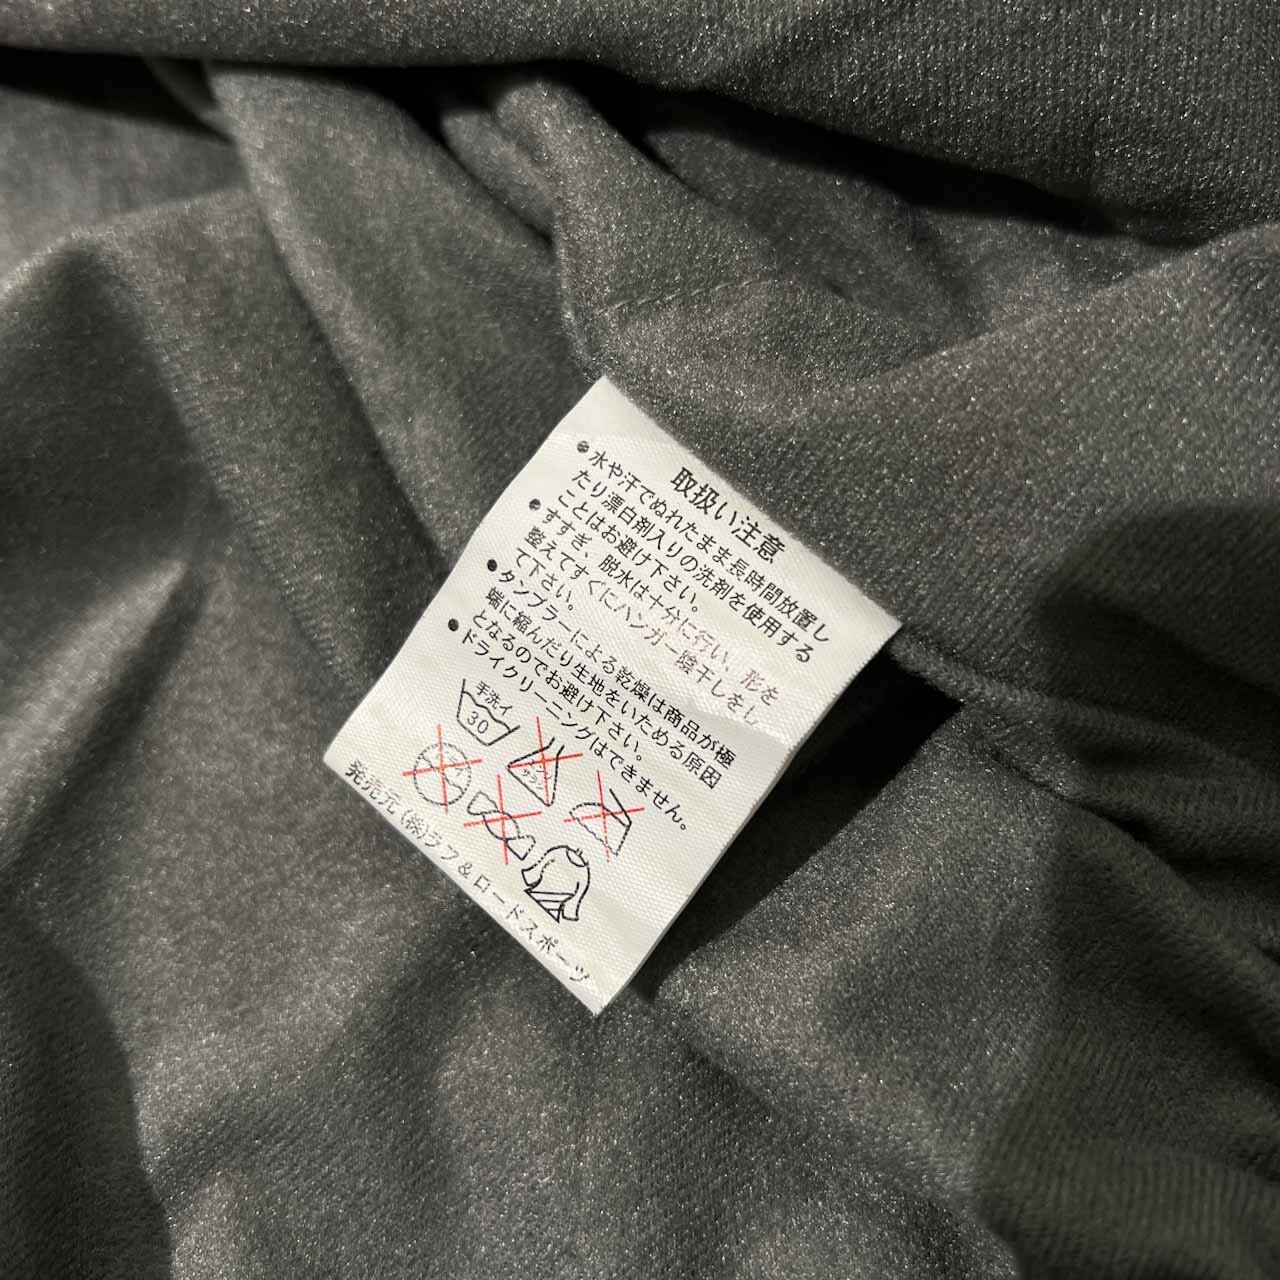 取扱い注意
●水や汗でぬれたまま長時間放置し
たり漂白剤入りの洗剤を使用する
ことはお避け下さい。
●すすぎ、脱水は十分に行い、形を
整えてすぐにハンガー陰干しをし
て下さい。
●タンブラーによる乾燥は商品が極
端に縮んだり生地をいためる原因
となるのでお避け下さい。
●ドライクリーニングはできません。
手洗イ
30
エンソ
サラシ
発売元 (株)ラフ&ロードスポーツ